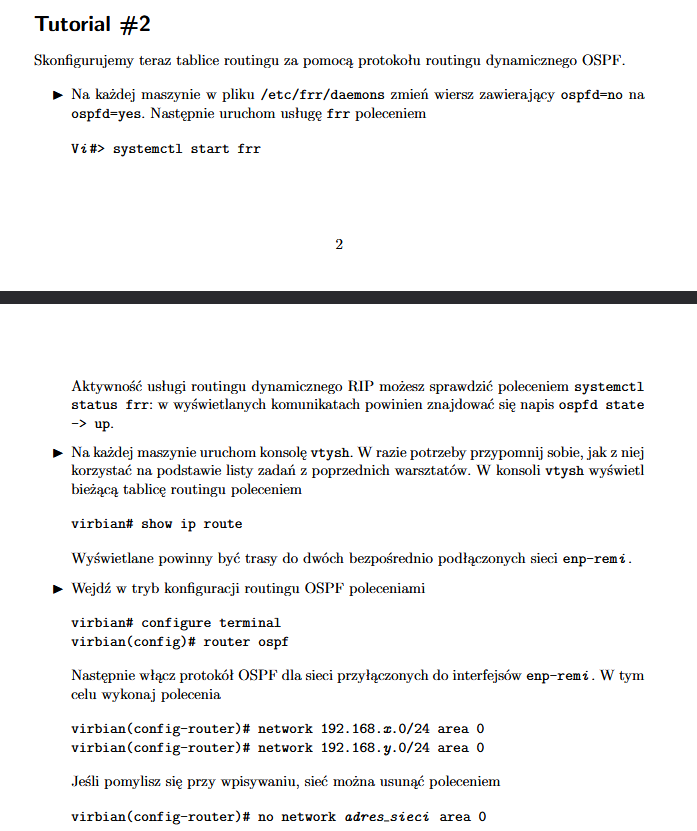 Tutorial #2
Skonfigurujemy teraz tablice routingu za pomocą protokołu routingu dynamicznego OSPF.
► Na każdej maszynie w pliku /etc/frr/daemons zmień wiersz zawierający ospfd=no na
ospfd=yes. Następnie uruchom usługę frr poleceniem
Vi#> systemctl start frr
2
Aktywność usługi routingu dynamicznego RIP możesz sprawdzić poleceniem systemctl
status frr: w wyświetlanych komunikatach powinien znajdować się napis ospfd state
-> up.
► Na każdej maszynie uruchom konsolę vtysh. W razie potrzeby przypomnij sobie, jak z niej
korzystać na podstawie listy zadań z poprzednich warsztatów. W konsoli vtysh wyświetl
bieżącą tablicę routingu poleceniem
virbian# show ip route
Wyświetlane powinny być trasy do dwóch bezpośrednio podłączonych sieci enp-remi.
► Wejdź w tryb konfiguracji routingu OSPF poleceniami
virbian# configure terminal
virbian(config)# router ospf
Następnie włącz protokół OSPF dla sieci przyłączonych do interfejsów enp-remi. W tym
celu wykonaj polecenia
virbian(config-router)# network 192.168.x.0/24 area 0
virbian(config-router)# network 192.168.y.0/24 area 0
Jeśli pomylisz się przy wpisywaniu, sieć można usunąć poleceniem
virbian(config-router)# no network adres_sieci area 0